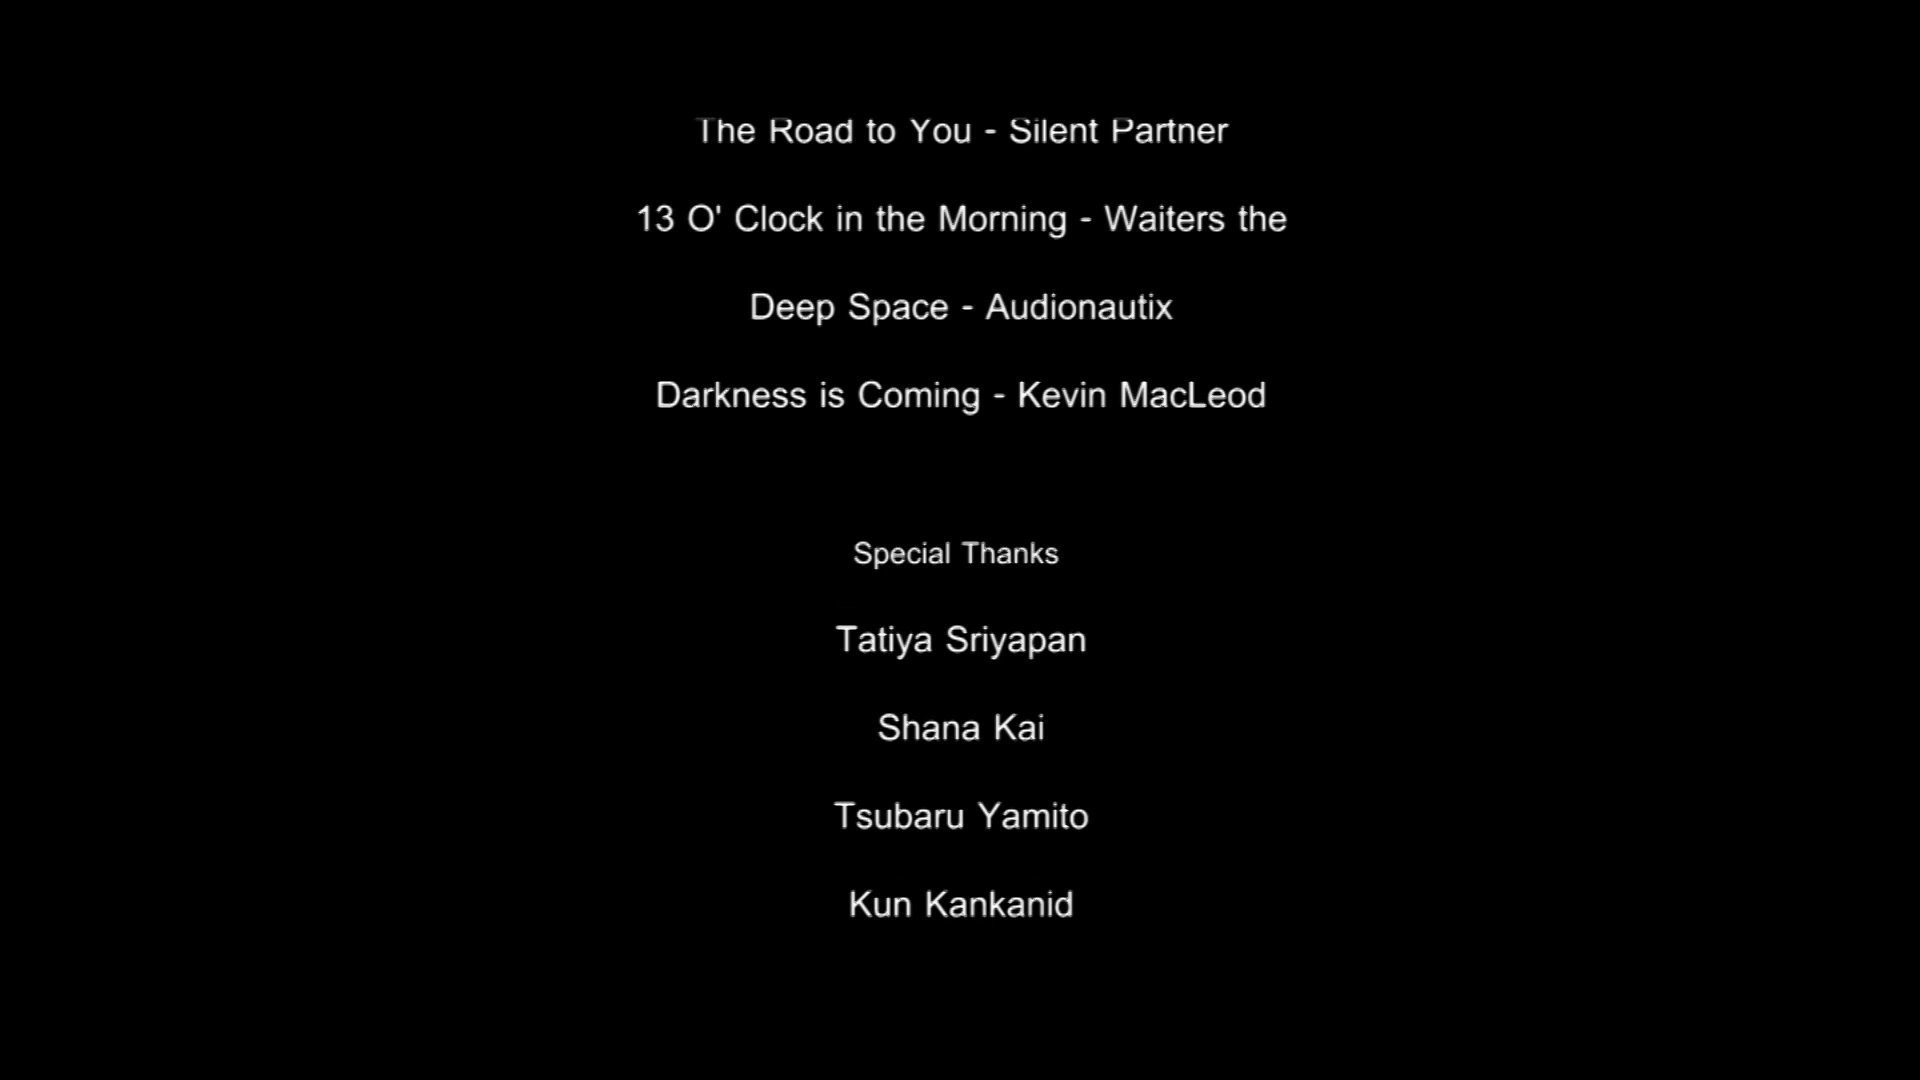 The Road to You - Silent Partner
13 O' Clock in the Morning - Waiters the
Deep Space - Audionautix
Darkness is Coming - Kevin MacLeod
Special Thanks
Tatiya Sriyapan
Shana Kai
Tsubaru Yamito
Kun Kankanid